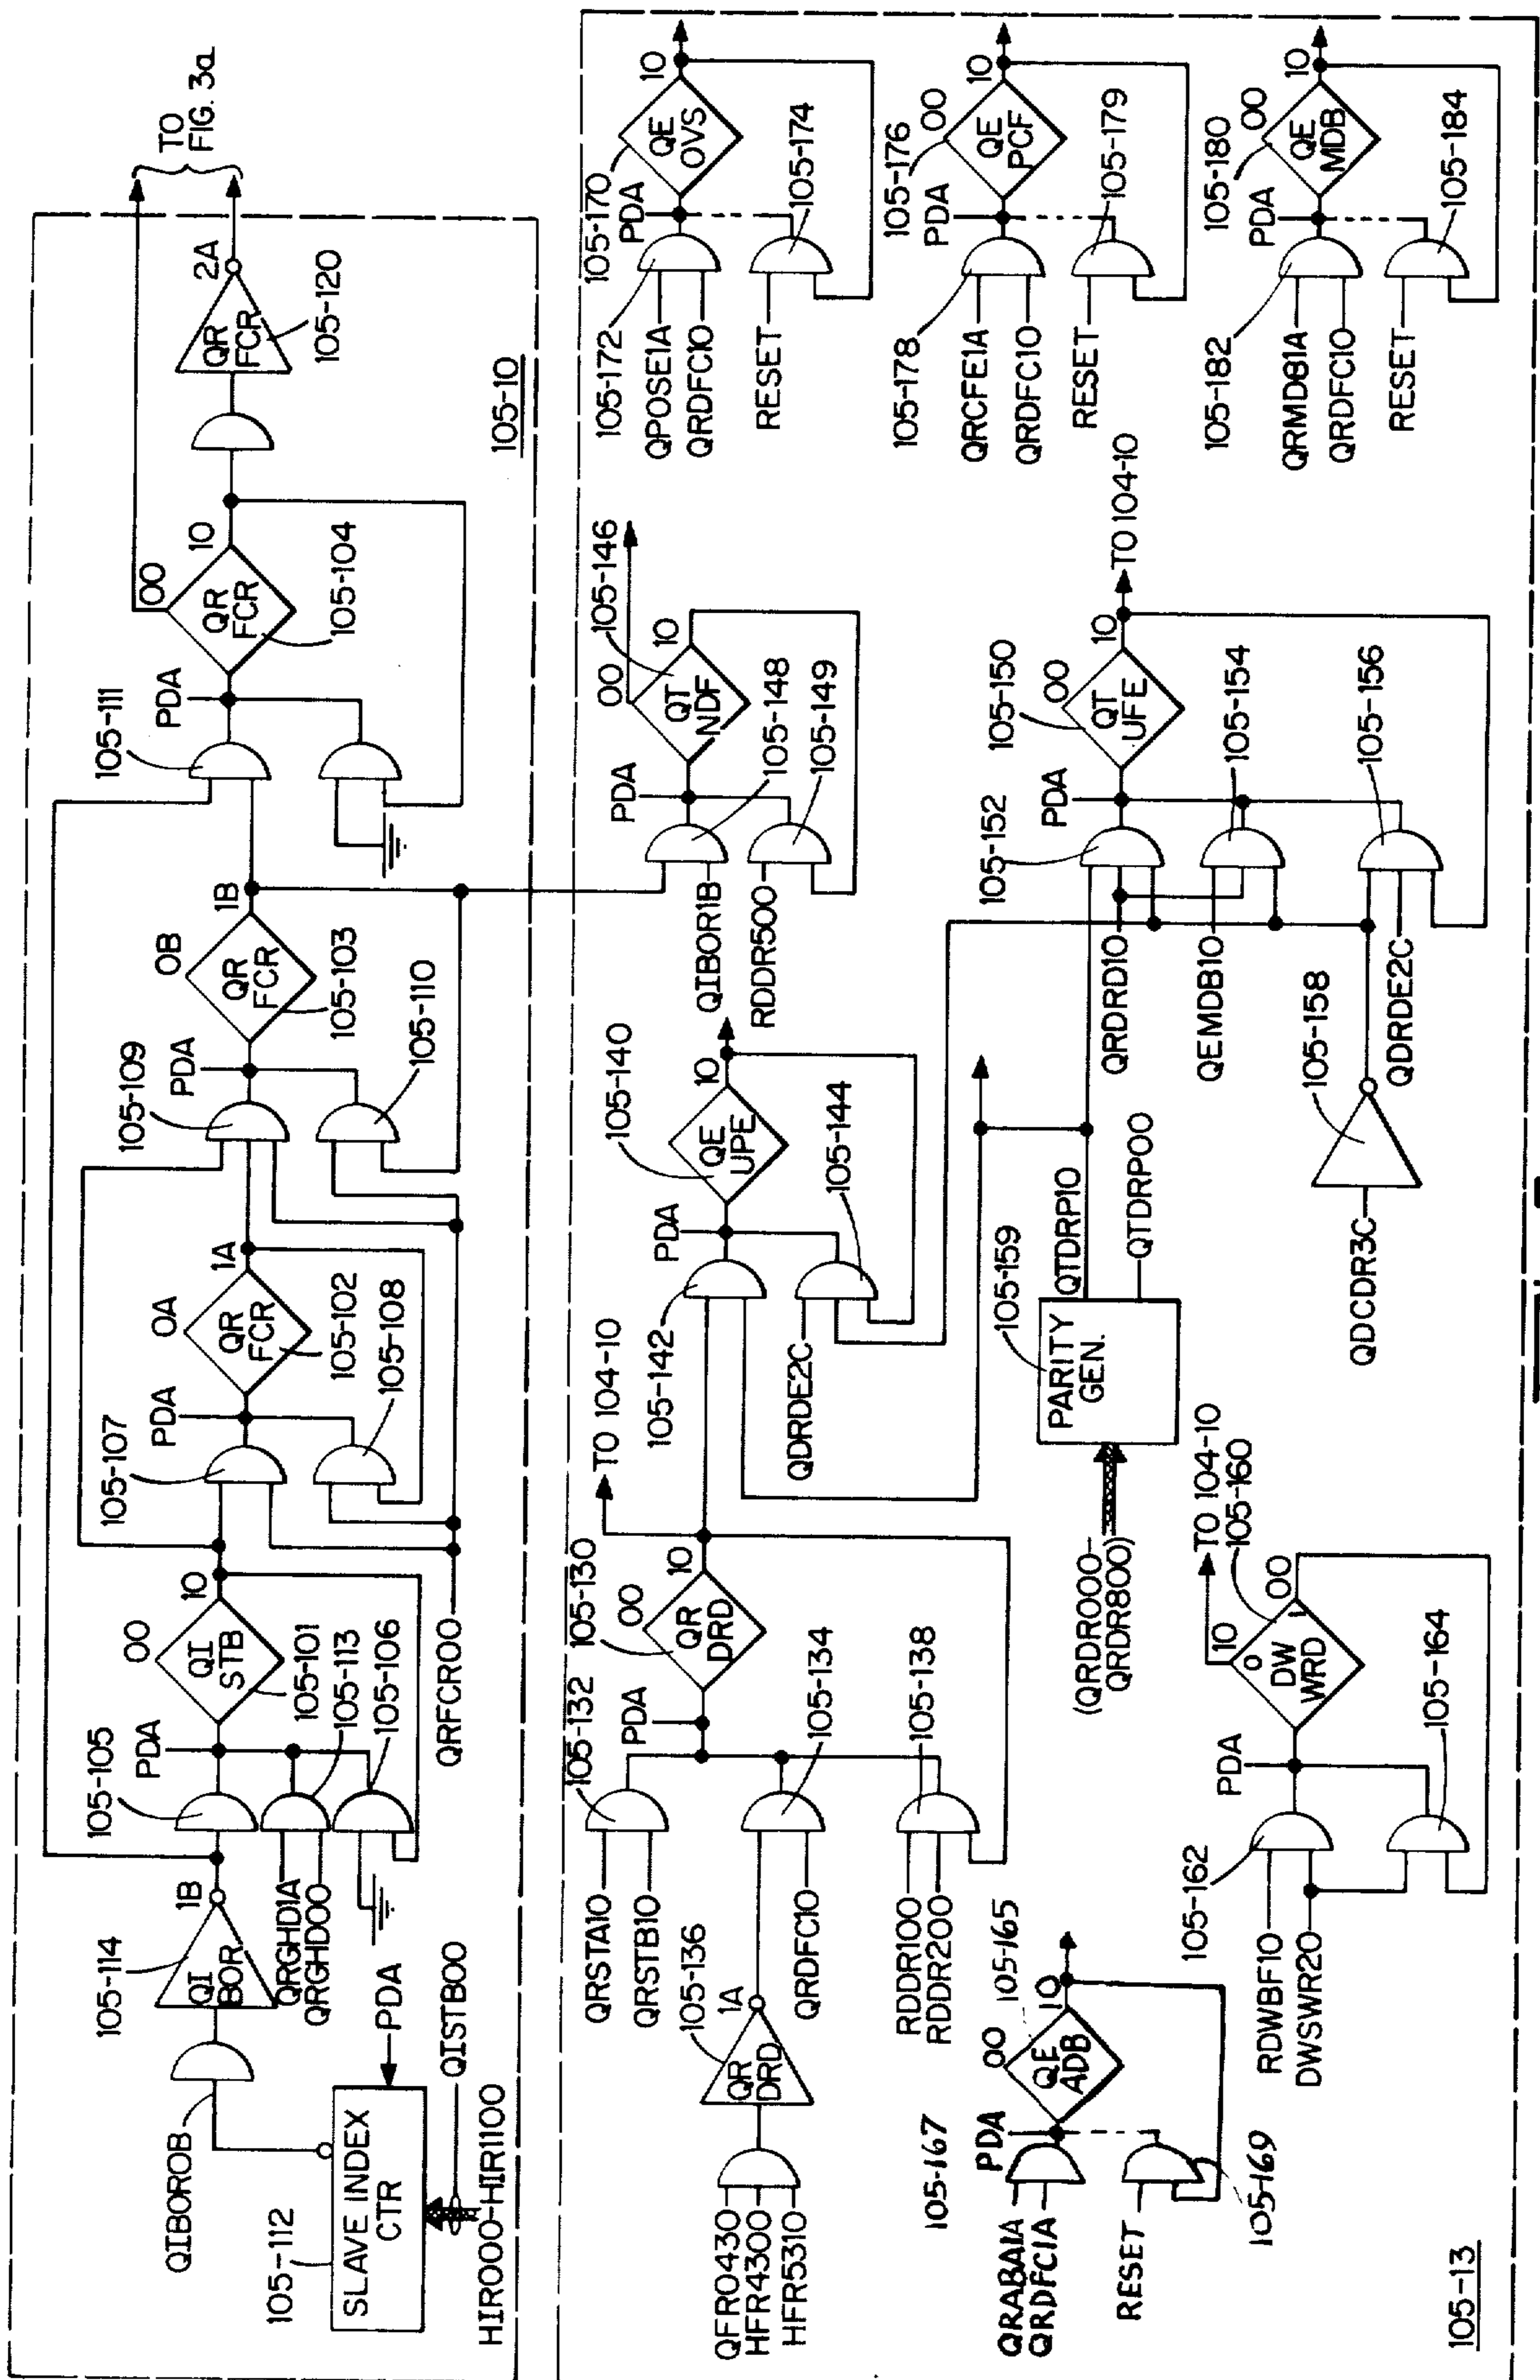 TO
FIG. 3a
105-114
QI
BOR
1B
QIBOR0B
105-112
SLAVE INDEX
CTR
PDA
QISTB00
HIR000-HIR1100
QRGHD1A
QRGHD00
105-105
PDA
QI
STB
00
10
105-101
105-113
105-106
QRFCR00
105-107
PDA
QR
FCR
0A
1A
105-102
105-108
105-109
PDA
QR
FCR
0B
1B
105-103
105-110
105-111
PDA
QR
FCR
00
10
105-104
QR
FCR
2A
105-120
105-10
QRSTA10
QRSTB10
105-132
PDA
105-130
QR
DRD
00
10
TO 104-10
105-134
105-138
105-136
QR
DRD
1A
QRDFC10
RDDR100
RDDR200
QFR0430
HFR4300
HFR5310
105-142
PDA
QE
UPE
10
105-140
105-144
QDRDE2C
QIBOR1B
RDDR500
PDA
QT
NDF
00
10
105-146
105-148
105-149
105-172
QPOSE1A
QRDFC10
RESET
105-170
PDA
QE
OVS
10
105-174
105-178
QRCFE1A
QRDFC10
RESET
105-176
PDA
QE
PCF
00
10
105-179
105-182
QRMDB1A
QRDFC10
RESET
105-180
PDA
QE
MDB
00
10
105-184
105-167
PDA
QRABA1A
QRDFC1A
RESET
QE
ADB
00
10
105-165
105-169
105-162
RDWBF10
DWSWR20
PDA
DW
WRD
0
1
10
00
TO 104-10
105-160
105-164
(QRDR000-
QRDR800)
PARITY
GEN.
105-159
QTDRP10
QTDRP00
QDCDR3C
105-158
QRDRD10
QEMDB10
QDRDE2C
105-152
PDA
QT
UFE
00
10
105-150
105-154
105-156
TO 104-10
105-13